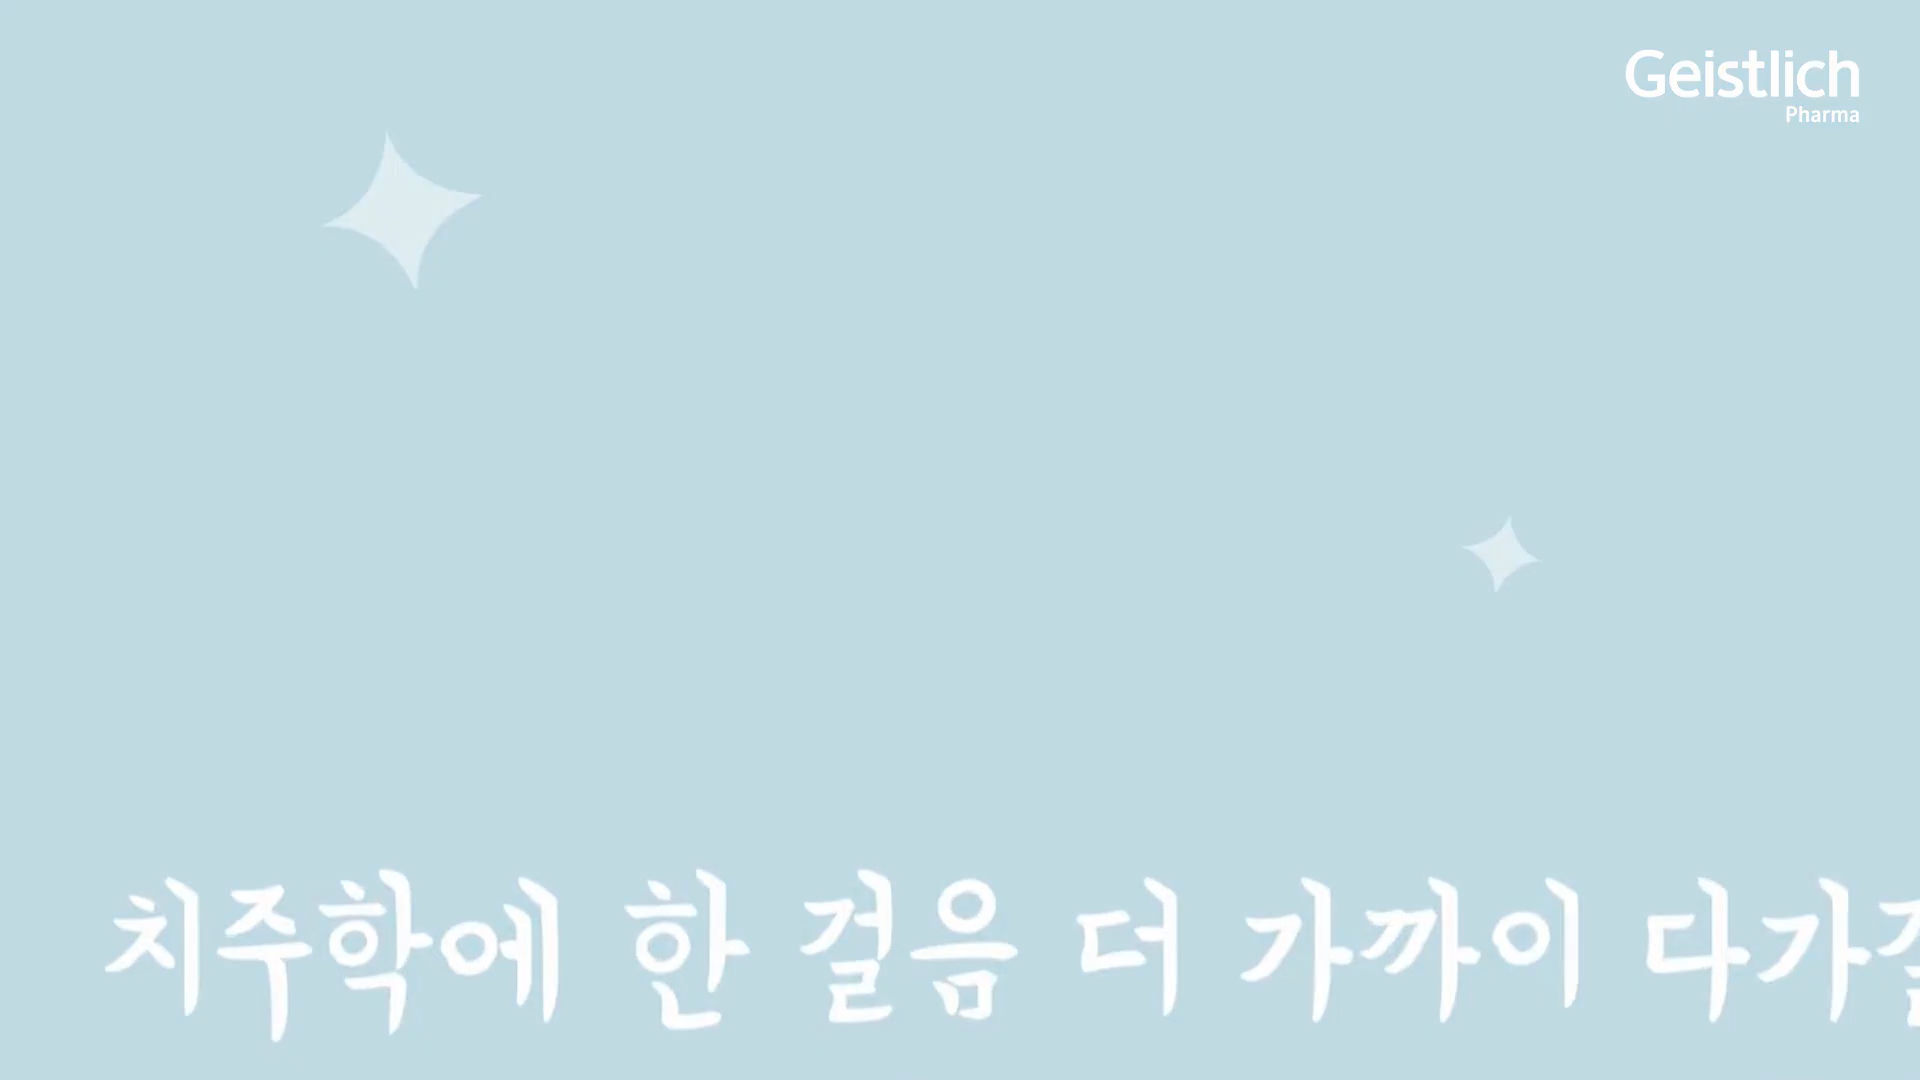 Geistlich
Pharma
치주학에 한 걸음 더 가까이 다가